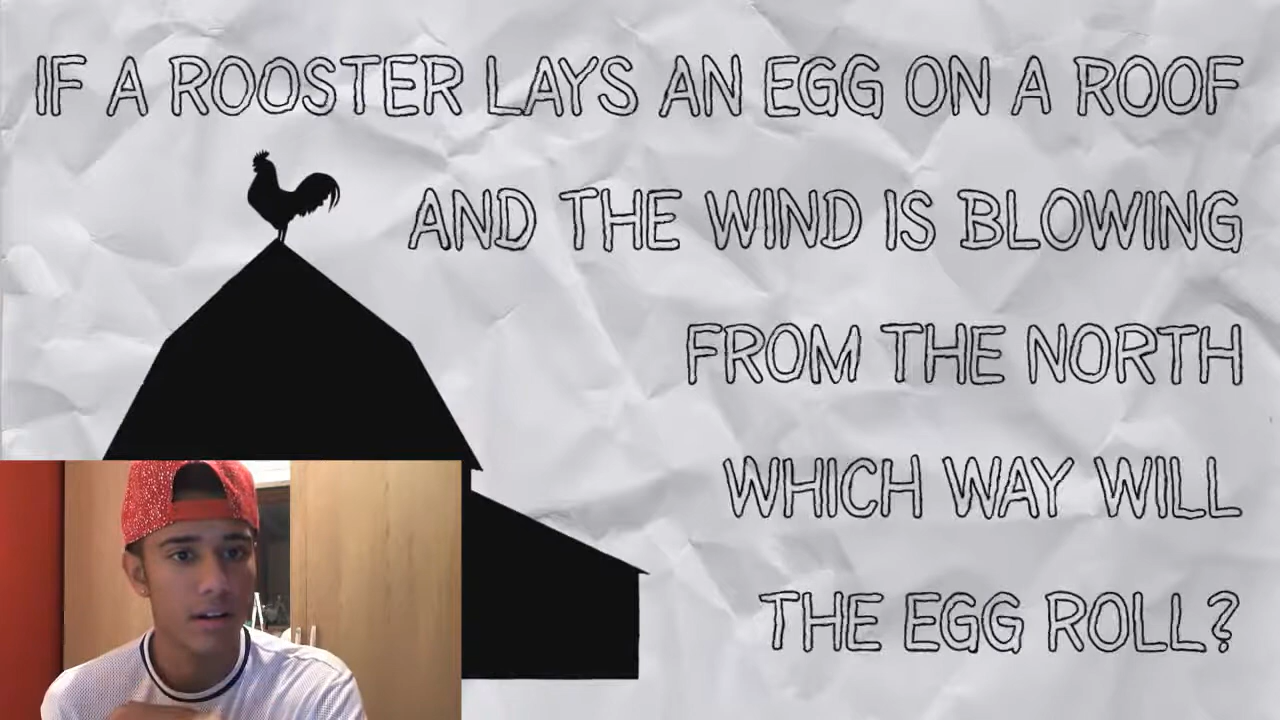 IF A ROOSTER LAYS AN EGG ON A ROOF
AND THE WIND IS BLOWING
FROM THE NORTH
WHICH WAY WILL
THE EGG ROLL?